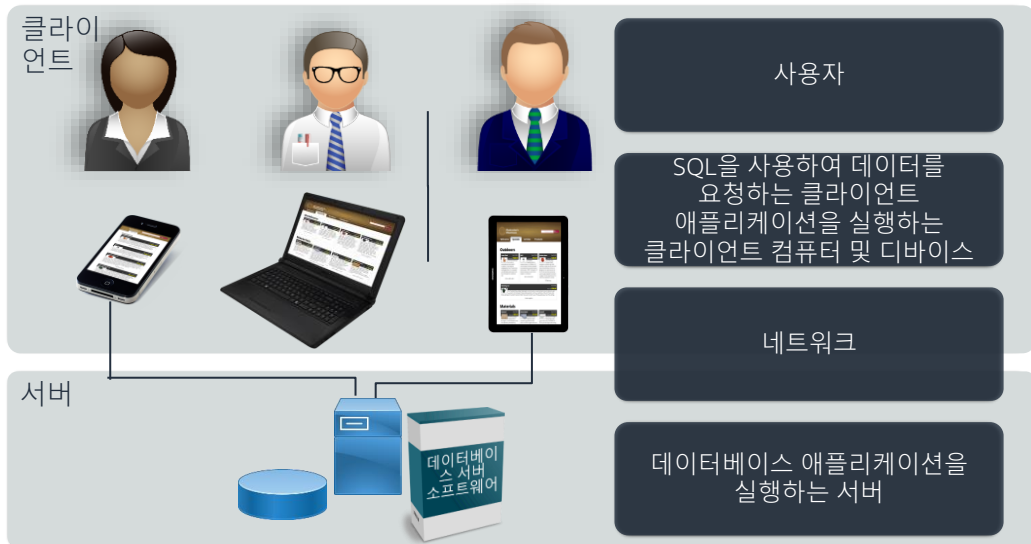 클라이
언트
사용자
SQL을 사용하여 데이터를
요청하는 클라이언트
애플리케이션을 실행하는
클라이언트 컴퓨터 및 디바이스
네트워크
서버
데이터베이
스 서버
소프트웨어
데이터베이스 애플리케이션을
실행하는 서버